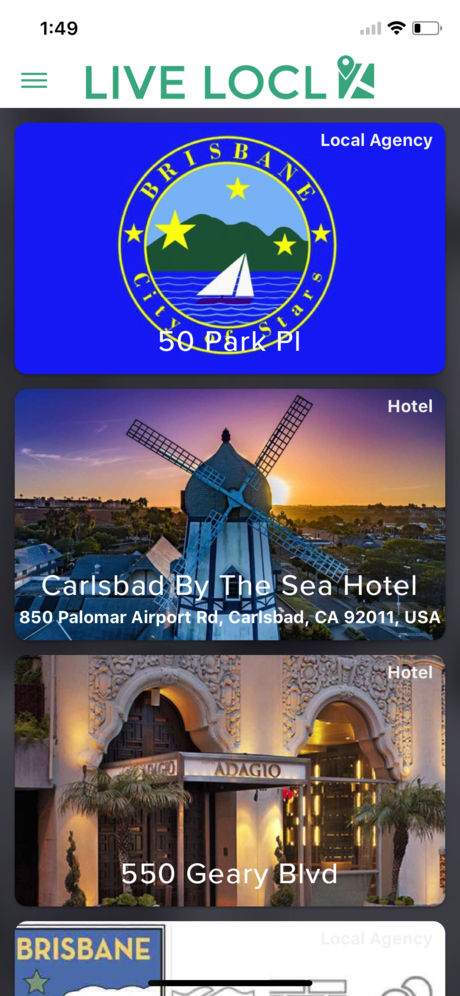 1:49
LIVE LOCL
Local Agency
BRISBANE
City of Stars
50 Park Pl
Hotel
Carlsbad By The Sea Hotel
850 Palomar Airport Rd, Carlsbad, CA 92011, USA
Hotel
ADAGIO
ADAGIO
550 Geary Blvd
Local Agency
BRISBANE